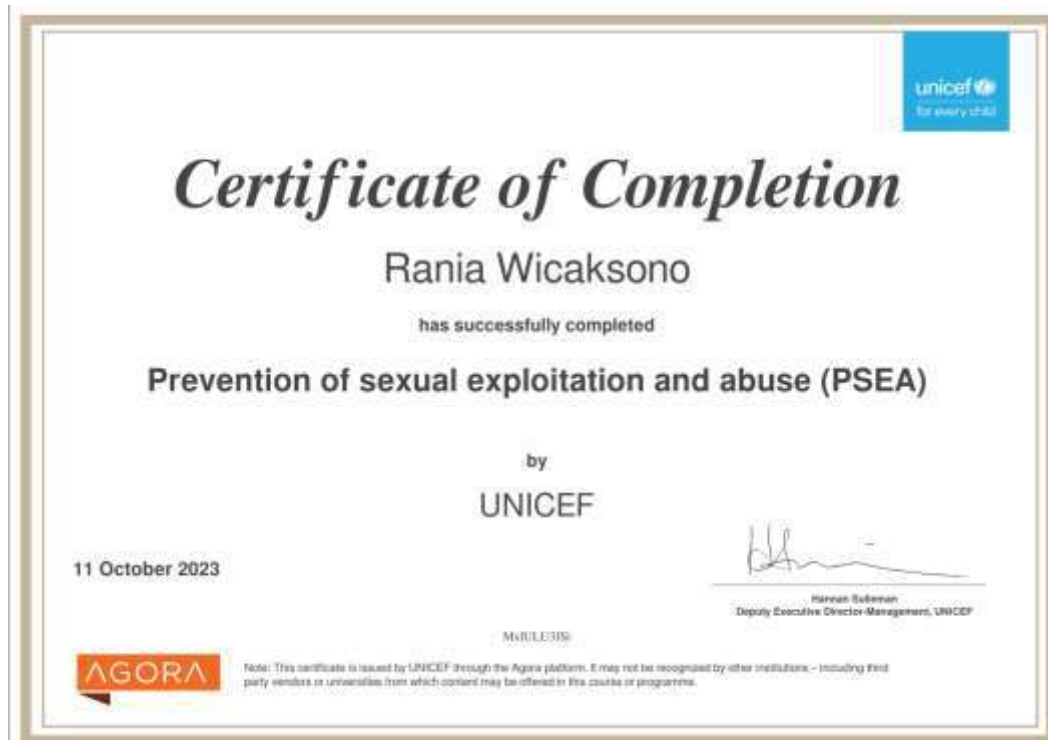 unicef
for every child
Certificate of Completion
Rania Wicaksono
has successfully completed
Prevention of sexual exploitation and abuse (PSEA)
by
UNICEF
11 October 2023
Hannan Sulieman
Deputy Executive Director-Management, UNICEF
AGORA
Note: This certificate is issued by UNICEF through the Agora platform. It may not be recognized by other institutions – including third
party vendors or universities from which content may be offered in this course or programme.